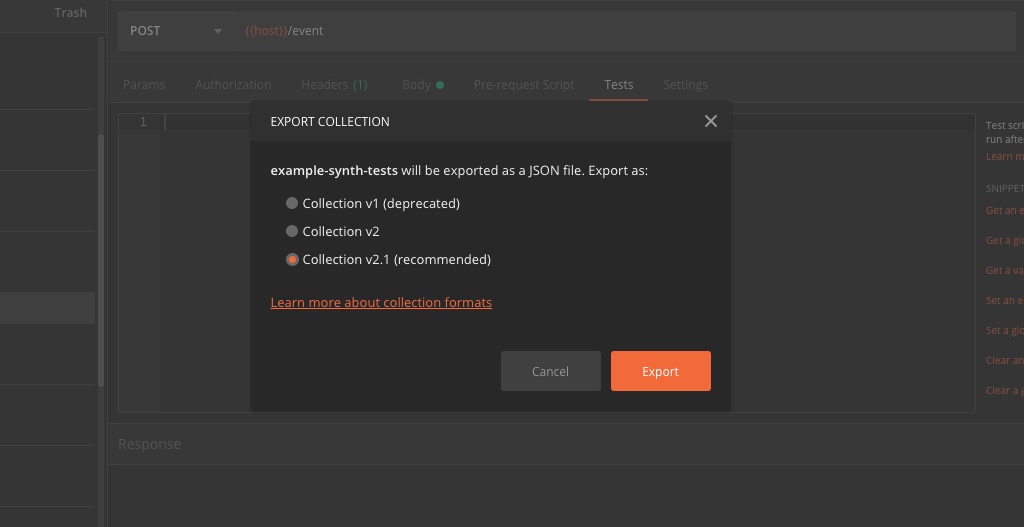 Trash
POST
{{host}}/event
Params
Authorization
Headers (1)
Body
Pre-request Script
Tests
Settings
1
EXPORT COLLECTION
example-synth-tests will be exported as a JSON file. Export as:
Collection v1 (deprecated)
Collection v2
Collection v2.1 (recommended)
Learn more about collection formats
Cancel
Export
Test scri
run afte
Learn m
SNIPPET
Get an e
Get a glo
Get a va
Set an e
Set a glo
Clear an
Clear a g
Response